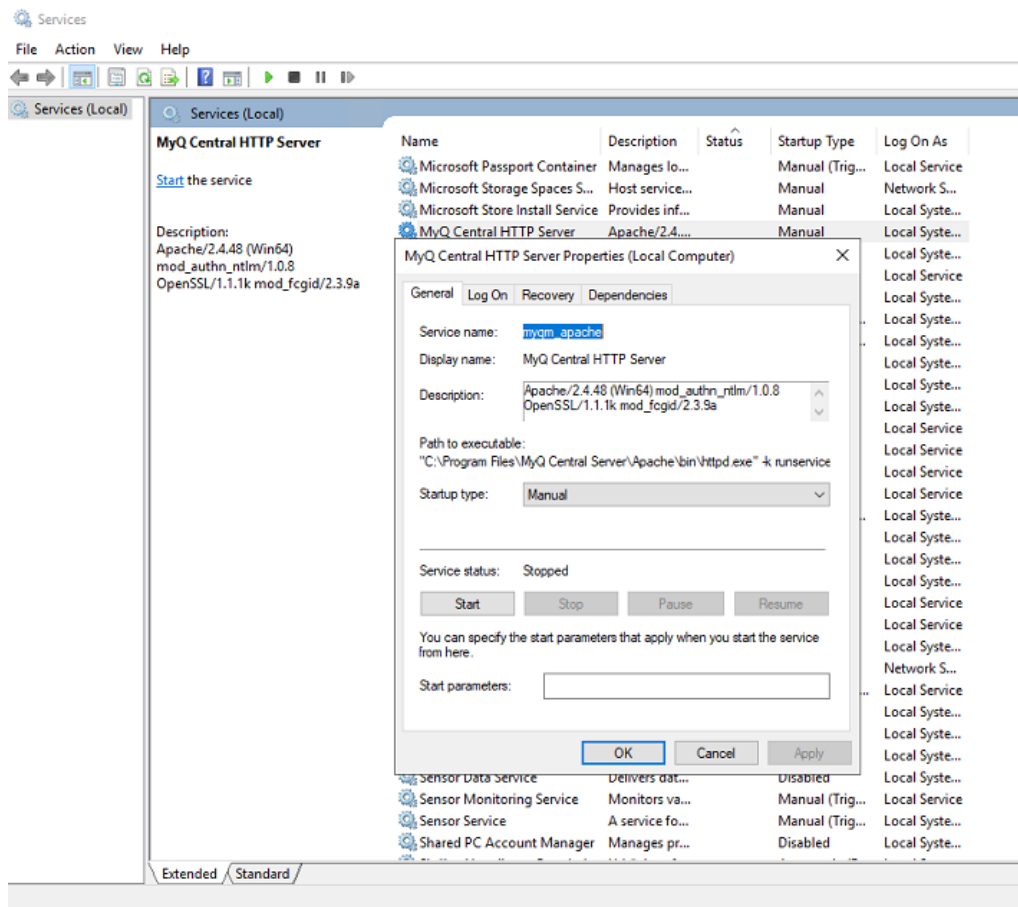 Services
File Action View Help
Services (Local)
Services (Local)
MyQ Central HTTP Server
Start the service
Description:
Apache/2.4.48 (Win64)
mod_authn_ntlm/1.0.8
OpenSSL/1.1.1k mod_fcgid/2.3.9a
Name Description Status Startup Type Log On As
Microsoft Passport Container Manages lo... Manual (Trig... Local Service
Microsoft Storage Spaces S... Host service... Manual Network S...
Microsoft Store Install Service Provides inf... Manual Local Syste...
MyQ Central HTTP Server Apache/2.4.... Manual Local Syste...
Local Syste...
Local Service
Local Syste...
Local Service
Local Service
Local Syste...
Local Syste...
Local Syste...
Local Service
Local Service
Local Service
Local Service
Local Syste...
Local Syste...
Local Syste...
Local Syste...
Local Service
Local Service
Local Syste...
Network S...
Local Service
Local Syste...
Local Syste...
Local Syste...
MyQ Central HTTP Server Properties (Local Computer)
General Log On Recovery Dependencies
Service name: myqm_apache
Display name: MyQ Central HTTP Server
Description: Apache/2.4.48 (Win64) mod_authn_ntlm/1.0.8
OpenSSL/1.1.1k mod_fcgid/2.3.9a
Path to executable:
"C:\Program Files\MyQ Central Server\Apache\bin\httpd.exe" -k runservice
Startup type: Manual
Service status: Stopped
Start Stop Pause Resume
You can specify the start parameters that apply when you start the service
from here.
Start parameters:
OK Cancel Apply
Sensor Data Service Delivers dat... Disabled Local Syste...
Sensor Monitoring Service Monitors va... Manual (Trig... Local Service
Sensor Service A service fo... Manual (Trig... Local Syste...
Shared PC Account Manager Manages pr... Disabled Local Syste...
Extended Standard